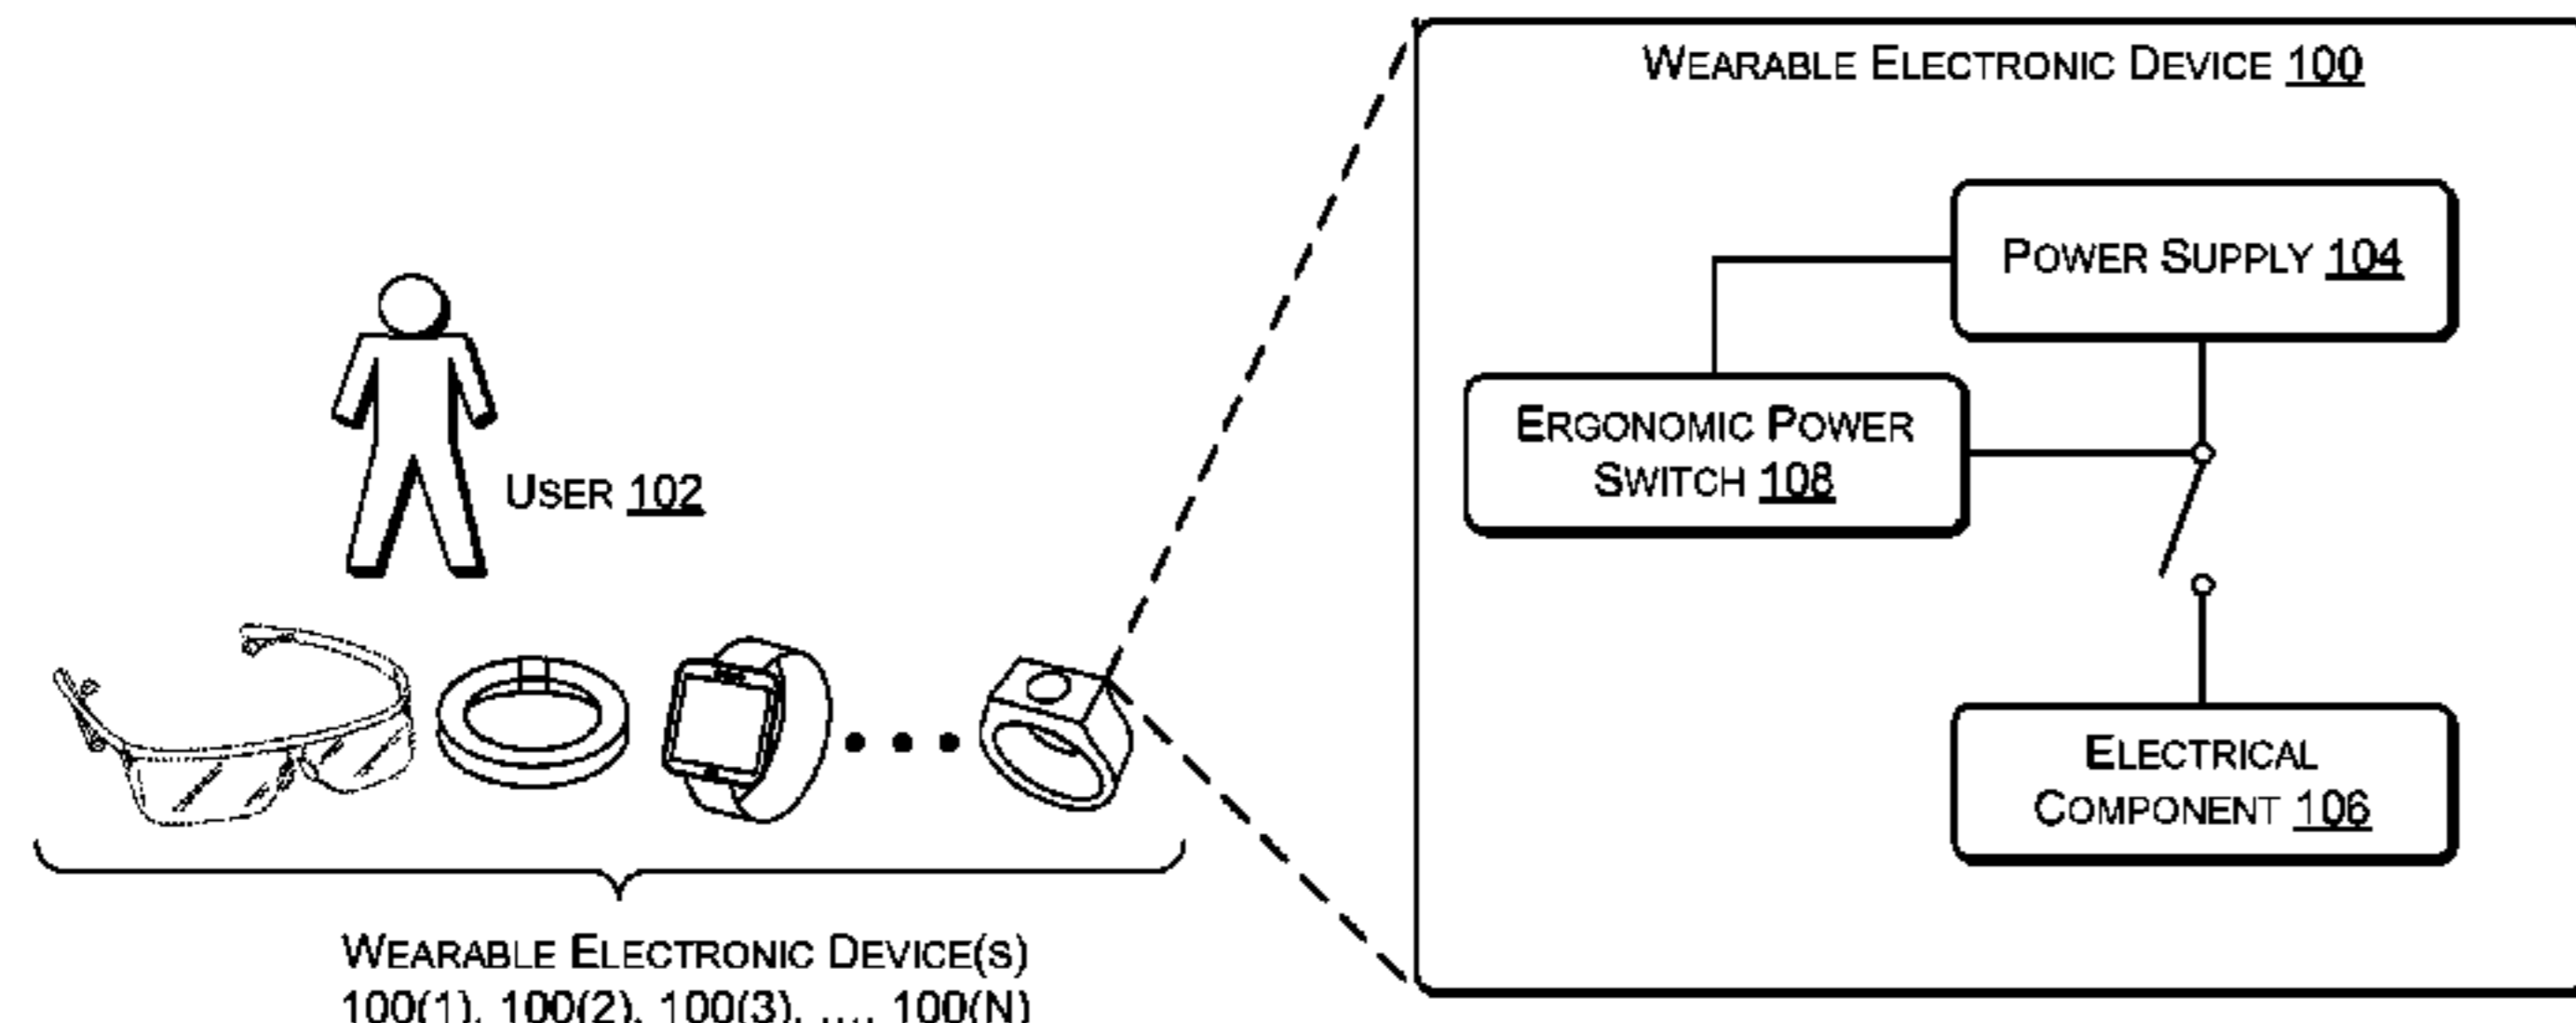 WEARABLE ELECTRONIC DEVICE 100
POWER SUPPLY 104
ERGONOMIC POWER
SWITCH 108
USER 102
ELECTRICAL
COMPONENT 106
WEARABLE ELECTRONIC DEVICE(S)
100(1), 100(2), 100(3), ..., 100(N)